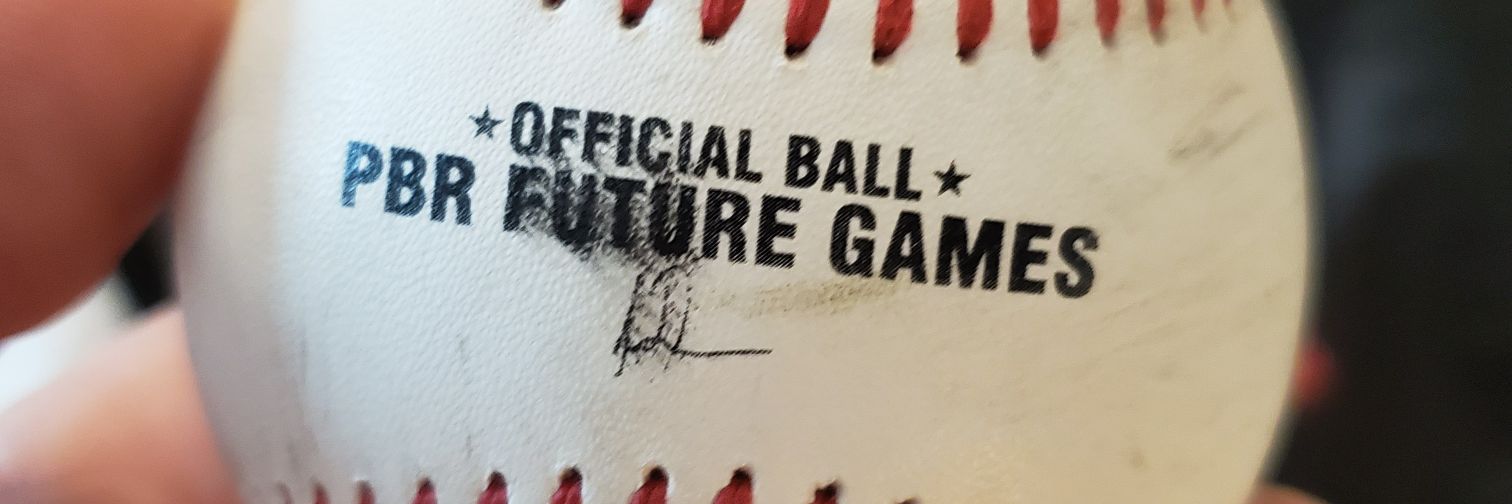 ★OFFICIAL BALL★
PBR FUTURE GAMES